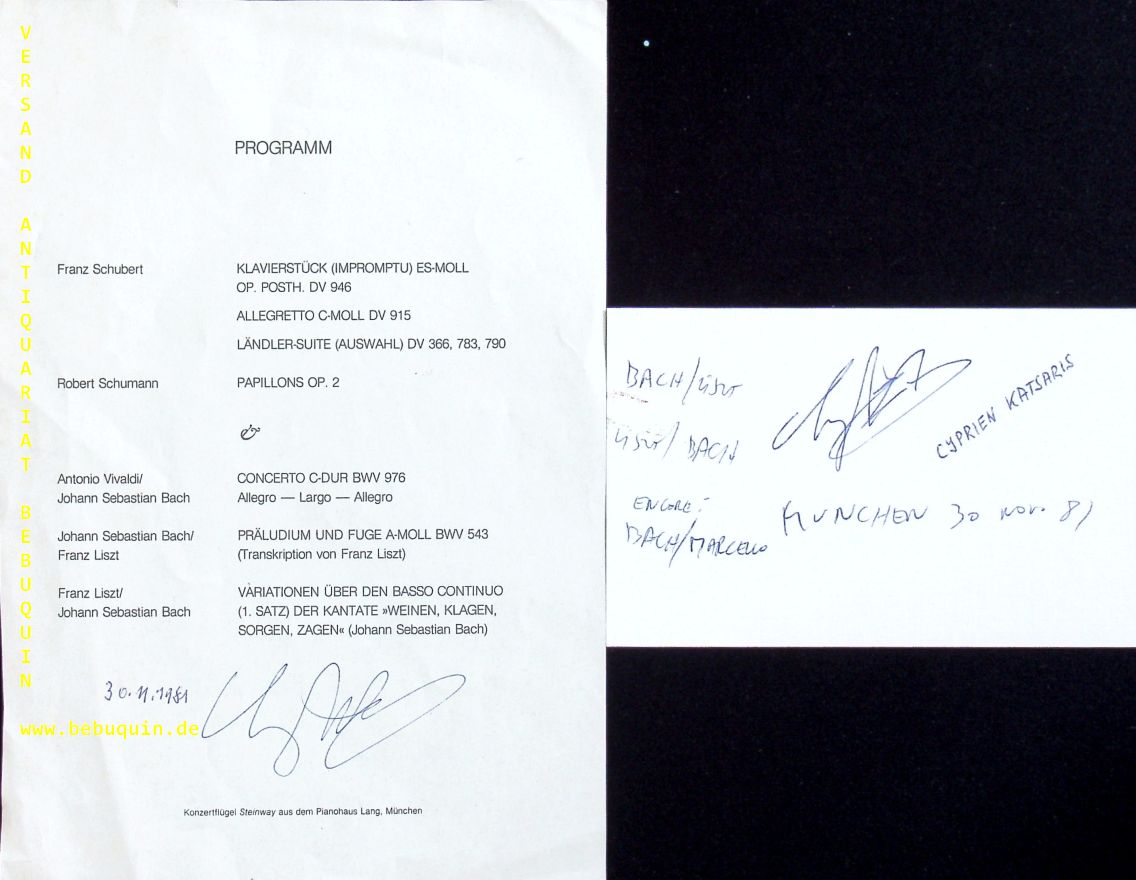 VERSAND ANTIQUARIAT BEBUQUIN
PROGRAMM
Franz Schubert
KLAVIERSTÜCK (IMPROMPTU) ES-MOLL
OP. POSTH. DV 946
ALLEGRETTO C-MOLL DV 915
LÄNDLER-SUITE (AUSWAHL) DV 366, 783, 790
Robert Schumann
PAPILLONS OP. 2
Antonio Vivaldi/
Johann Sebastian Bach
CONCERTO C-DUR BWV 976
Allegro — Largo — Allegro
Johann Sebastian Bach/
Franz Liszt
PRÄLUDIUM UND FUGE A-MOLL BWV 543
(Transkription von Franz Liszt)
Franz Liszt/
Johann Sebastian Bach
VARIATIONEN ÜBER DEN BASSO CONTINUO
(1. SATZ) DER KANTATE »WEINEN, KLAGEN,
SORGEN, ZAGEN« (Johann Sebastian Bach)
30.11.1981
www.bebuquin.de
Konzertflügel Steinway aus dem Pianohaus Lang, München
BACH/LISZT
LISZT/BACH
ENCORE:
BACH/MARCELLO
CYPRIEN KATSARIS
MUNCHEN 30 NOV. 81